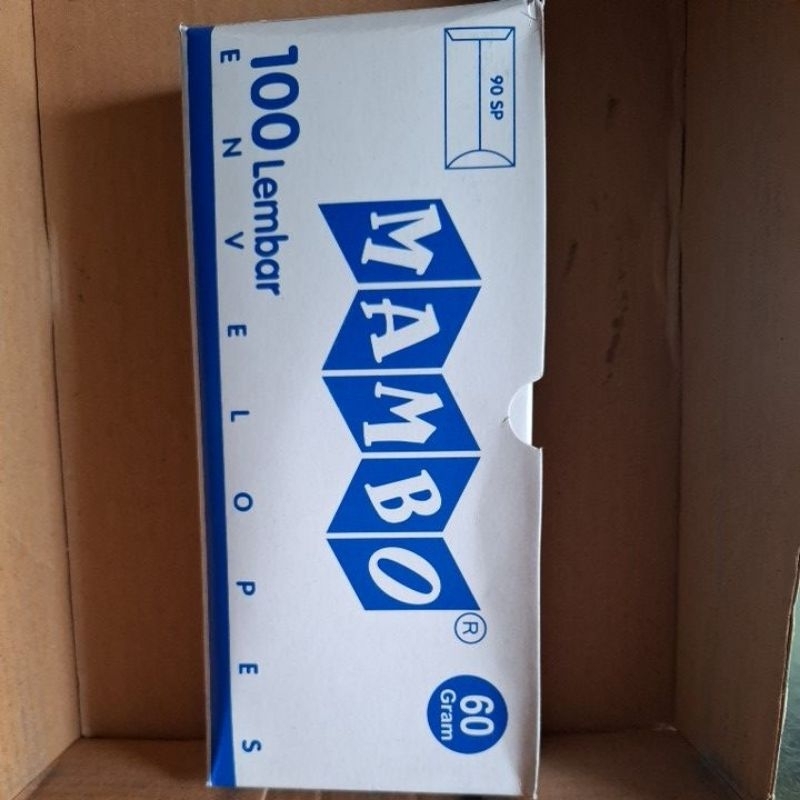 90 SP
MAMBO®
60
Gram
100 Lembar
ENVELOPES